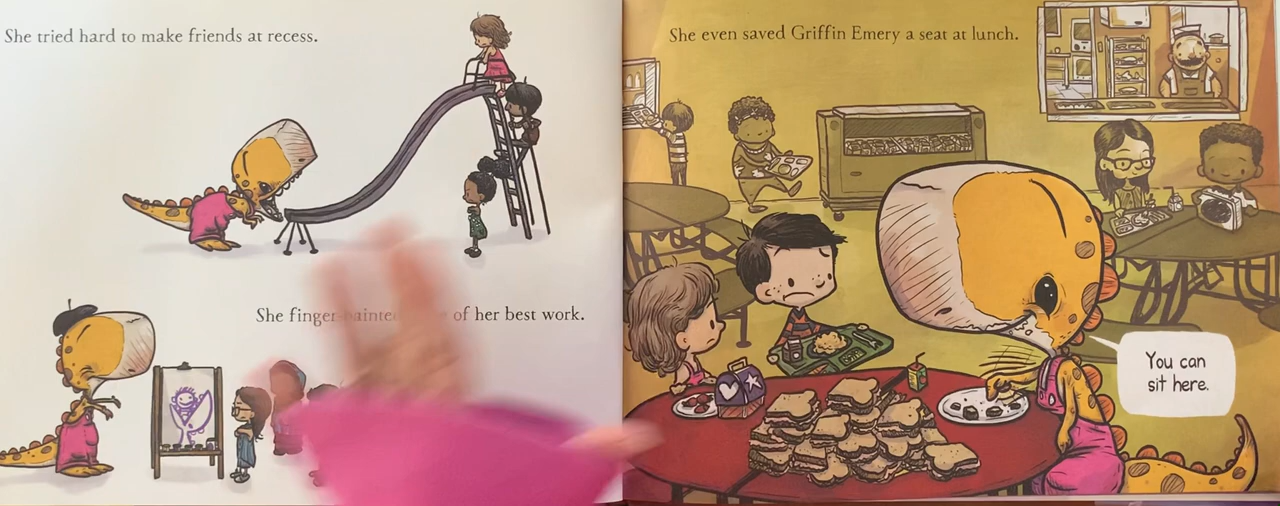 She tried hard to make friends at recess.
She finger-painted of her best work.
She even saved Griffin Emery a seat at lunch.
You can
sit here.